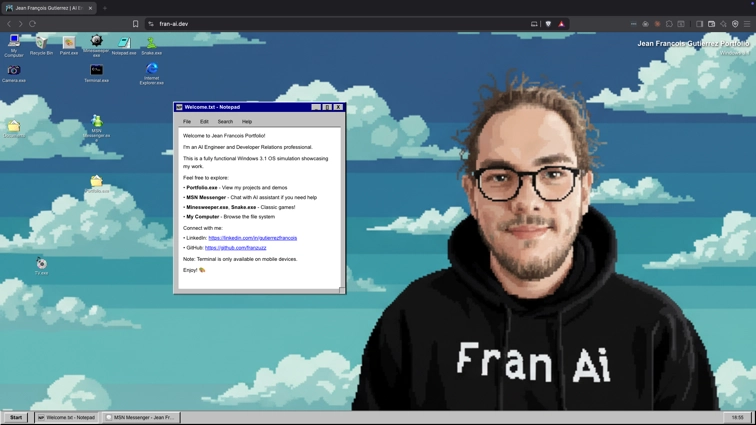 Jean François Gutierrez | AI E
fran-ai.dev
Jean Francois Gutierrez Portfolio
My Computer
Recycle Bin
Paint.exe
Minesweeper.exe
Notepad.exe
Snake.exe
Camera.exe
Terminal.exe
Internet Explorer.exe
MSN Messenger.exe
TV.exe
Welcome.txt - Notepad
File Edit Search Help
Welcome to Jean Francois Portfolio!
I'm an AI Engineer and Developer Relations professional.
This is a fully functional Windows 3.1 OS simulation showcasing
my work.
Feel free to explore:
• Portfolio.exe - View my projects and demos
• MSN Messenger - Chat with AI assistant if you need help
• Minesweeper.exe, Snake.exe - Classic games!
• My Computer - Browse the file system
Connect with me:
• LinkedIn: https://linkedin.com/in/gutierrezfrancois
• GitHub: https://github.com/franzuzz
Note: Terminal is only available on mobile devices.
Enjoy!
Fran Ai
Start
Welcome.txt - Notepad
MSN Messenger - Jean Fr...
18:55